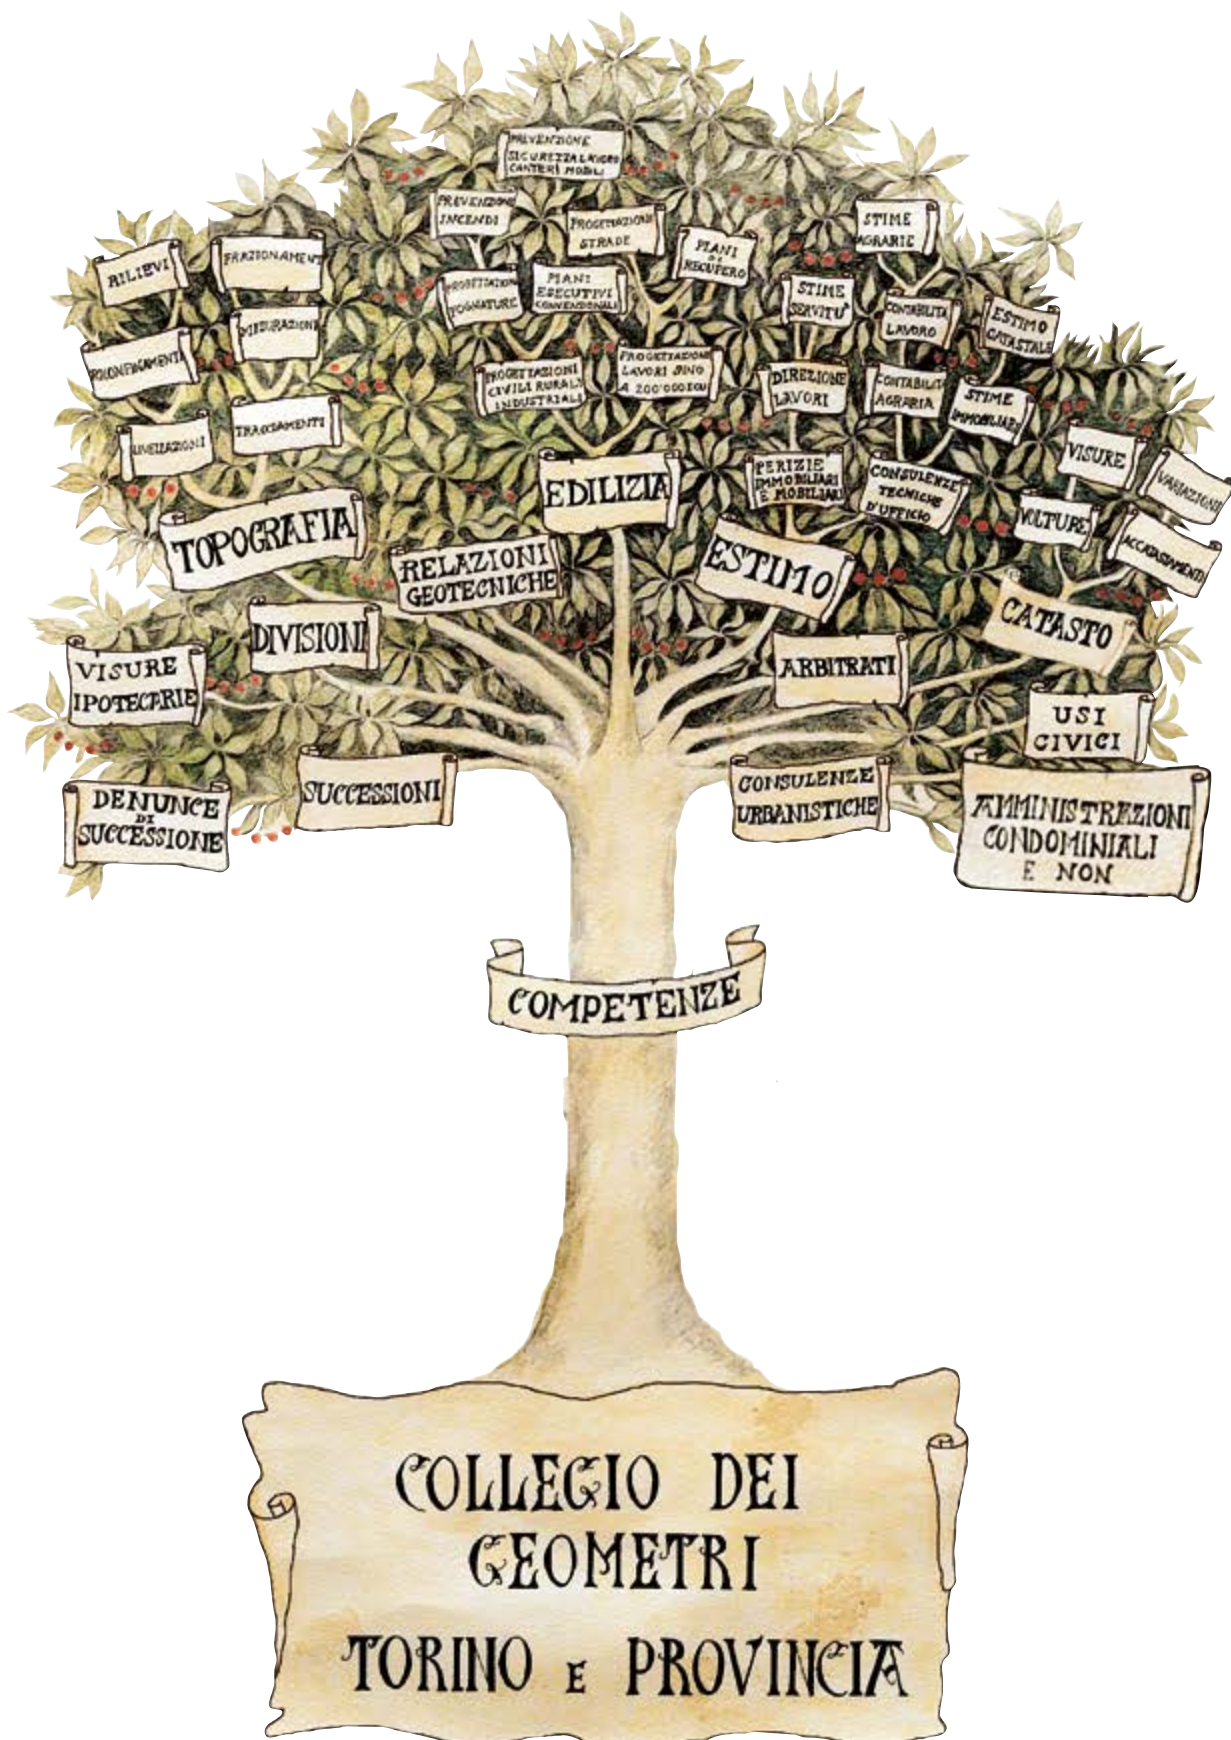 PREVENZIONE
SICUREZZA LAVORO
CANTIERI MOBILI
PREVENZIONE
INCENDI
PROGETTAZIONE
STRADE
PIANI
DI
RECUPERO
STIME
AGRARIE
RILIEVI
FRAZIONAMENTI
PROGETTAZIONI
FOGNATURE
PIANI
ESECUTIVI
CONVENZIONALI
STIME
SERVITU'
CONTABILITÀ
LAVORO
ESTIMO
CATASTALE
MISURAZIONI
RICONFINAMENTI
PROGETTAZIONI
CIVILI RURALI
INDUSTRIALI
PROGETTAZIONE
LAVORI SINO
A 200'000 ECU
DIREZIONE
LAVORI
CONTABILITÀ
AGRARIA
STIME
IMMOBILIARI
LIVELLAZIONI
TRACCIAMENTI
VISURE
VARIAZIONI
EDILIZIA
PERIZIE
IMMOBILIARI
E MOBILIARI
CONSULENZE
TECNICHE
D'UFFICIO
VOLTURE
ACCATASTAMENTI
TOPOGRAFIA
RELAZIONI
GEOTECNICHE
ESTIMO
CATASTO
DIVISIONI
VISURE
IPOTECARIE
ARBITRATI
USI
CIVICI
DENUNCE
DI
SUCCESSIONE
SUCCESSIONI
CONSULENZE
URBANISTICHE
AMMINISTRAZIONI
CONDOMINIALI
E NON
COMPETENZE
COLLEGIO DEI
GEOMETRI
TORINO E PROVINCIA